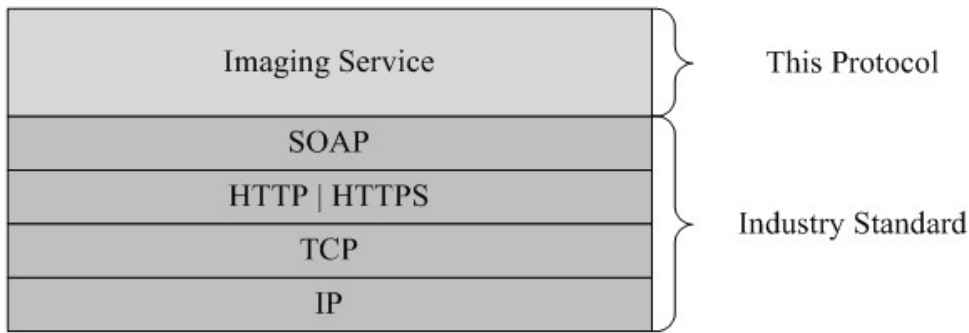 Imaging Service
This Protocol
SOAP
HTTP | HTTPS
TCP
IP
Industry Standard